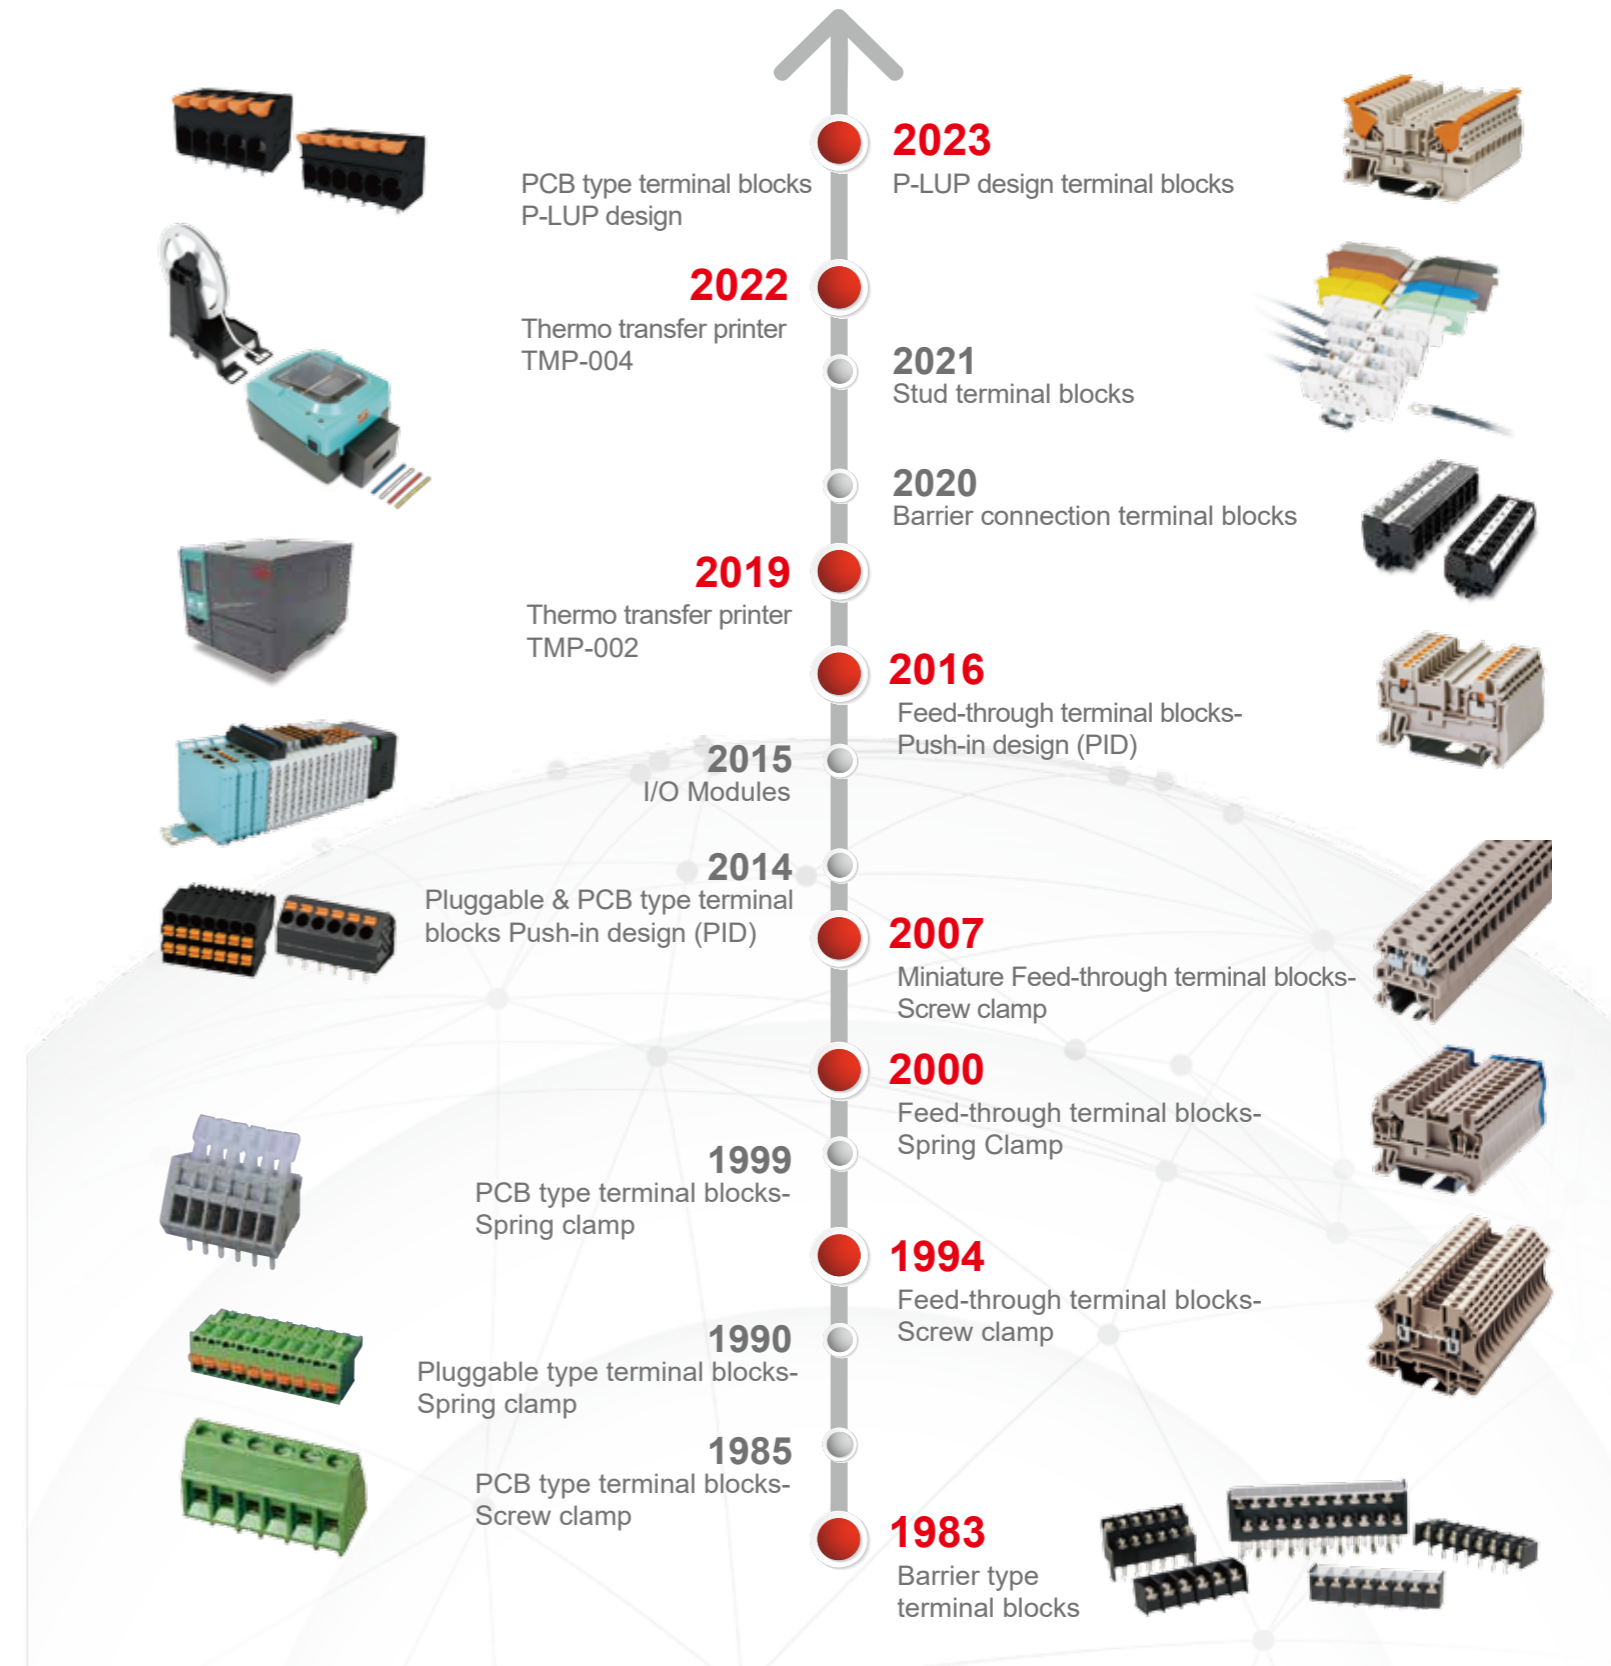 2023
PCB type terminal blocks
P-LUP design
P-LUP design terminal blocks
2022
Thermo transfer printer
TMP-004
2021
Stud terminal blocks
2020
Barrier connection terminal blocks
2019
Thermo transfer printer
TMP-002
2016
Feed-through terminal blocks-
Push-in design (PID)
2015
I/O Modules
2014
Pluggable & PCB type terminal
blocks Push-in design (PID)
2007
Miniature Feed-through terminal blocks-
Screw clamp
2000
Feed-through terminal blocks-
Spring Clamp
1999
PCB type terminal blocks-
Spring clamp
1994
Feed-through terminal blocks-
Screw clamp
1990
Pluggable type terminal blocks-
Spring clamp
1985
PCB type terminal blocks-
Screw clamp
1983
Barrier type
terminal blocks